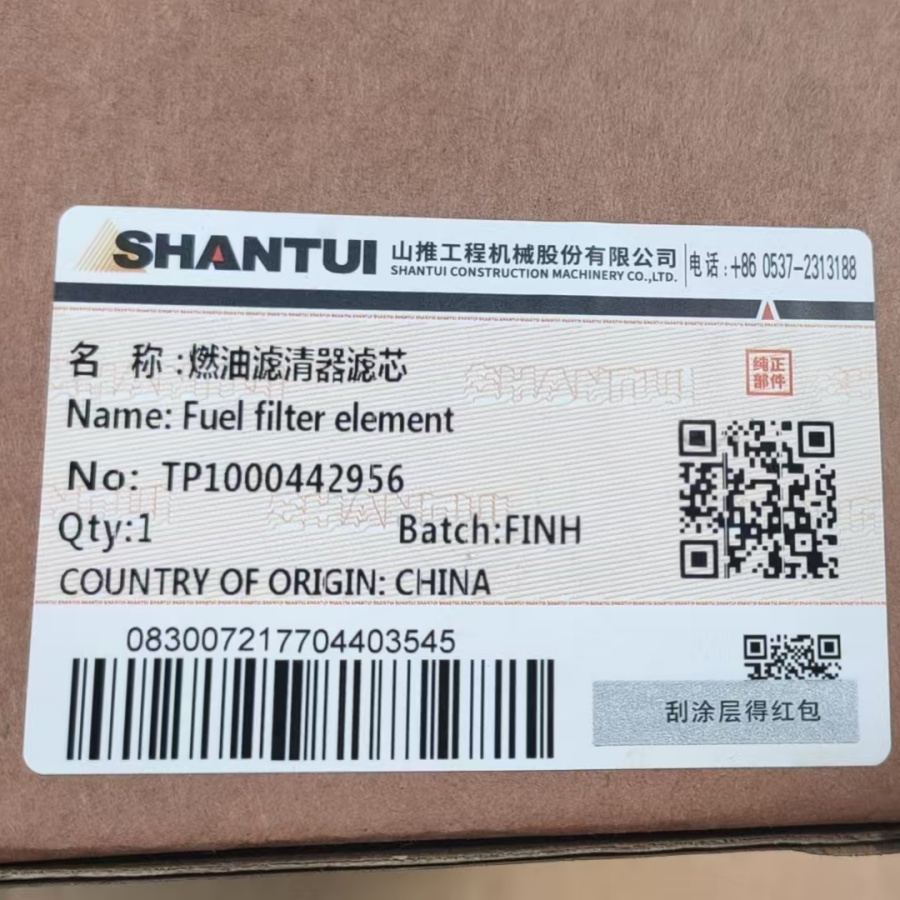 SHANTUI 山推工程机械股份有限公司 电话:+86 0537-2313188
SHANTUI CONSTRUCTION MACHINERY CO.,LTD.
名 称:燃油滤清器滤芯
纯正
部件
Name: Fuel filter element
No: TP1000442956
Qty:1 Batch:FINH
COUNTRY OF ORIGIN: CHINA
083007217704403545
刮涂层得红包